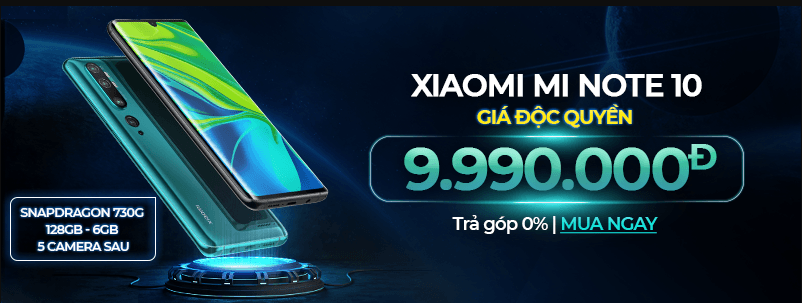 XIAOMI MI NOTE 10
GIÁ ĐỘC QUYỀN
9.990.000Đ
Trả góp 0% | MUA NGAY
SNAPDRAGON 730G
128GB - 6GB
5 CAMERA SAU
XIAOMI